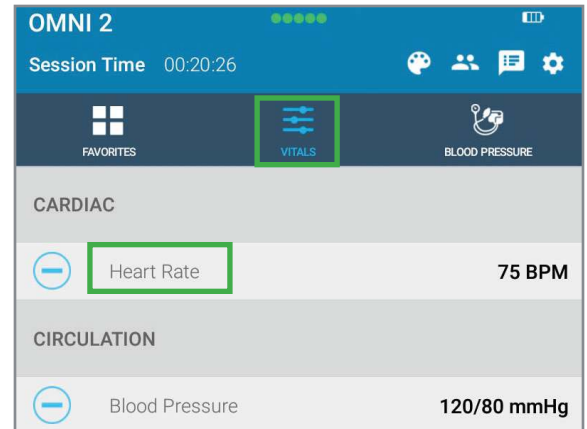 OMNI 2
Session Time 00:20:26
FAVORITES VITALS BLOOD PRESSURE
CARDIAC
Heart Rate 75 BPM
CIRCULATION
Blood Pressure 120/80 mmHg